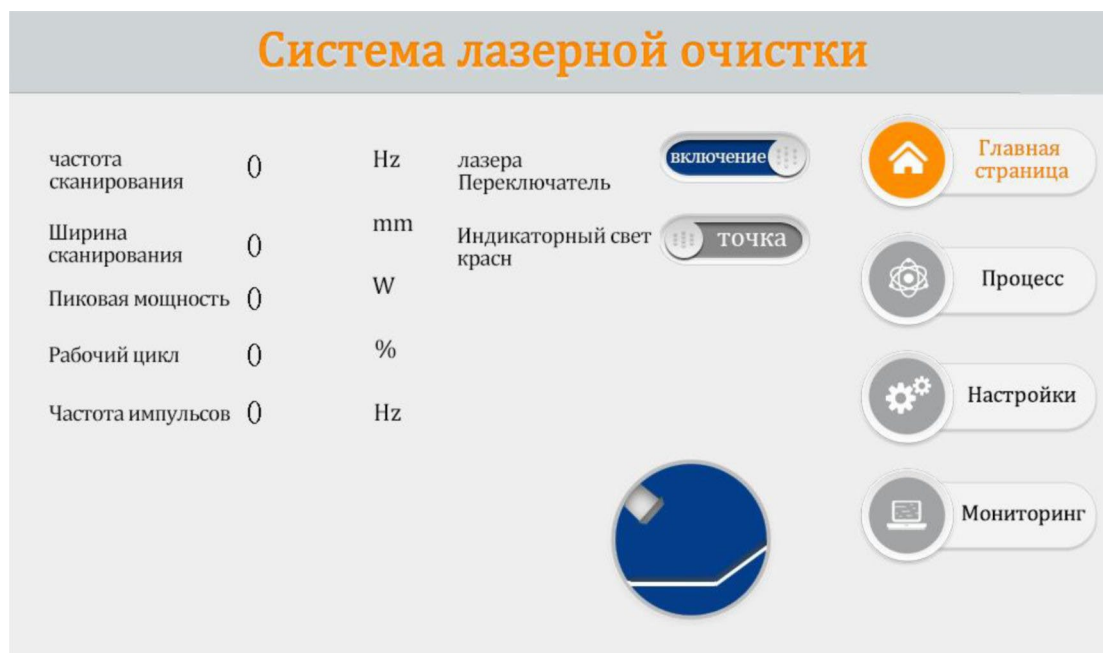 Система лазерной очистки
частота
сканирования
0
Hz
Ширина
сканирования
0
mm
Пиковая мощность
0
W
Рабочий цикл
0
%
Частота импульсов
0
Hz
лазера
Переключатель
включение
Индикаторный свет
красн
точка
Главная
страница
Процесс
Настройки
Мониторинг